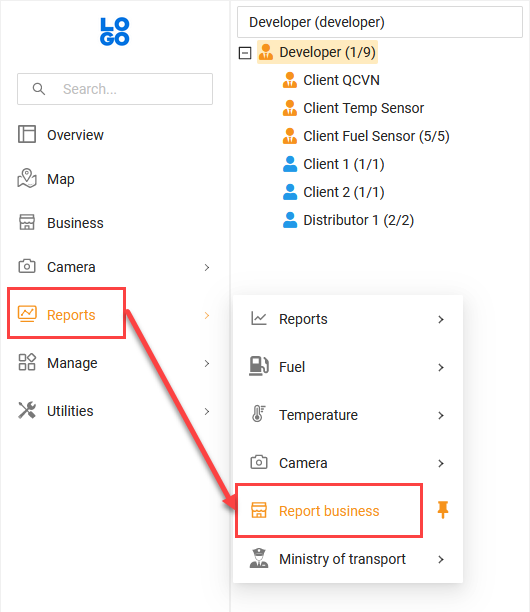 LO
GO
Search...
Overview
Map
Business
Camera
Reports
Manage
Utilities
Developer (developer)
Developer (1/9)
Client QCVN
Client Temp Sensor
Client Fuel Sensor (5/5)
Client 1 (1/1)
Client 2 (1/1)
Distributor 1 (2/2)
Reports
Fuel
Temperature
Camera
Report business
Ministry of transport